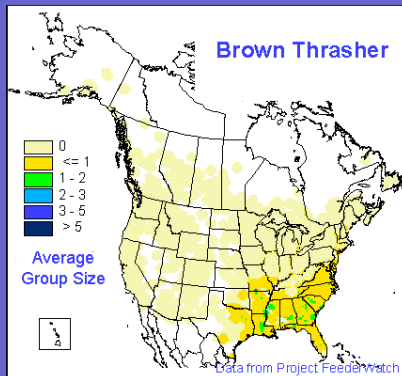 Brown Thrasher
0
<= 1
1 - 2
2 - 3
3 - 5
> 5
Average
Group Size
Data from Project FeederWatch